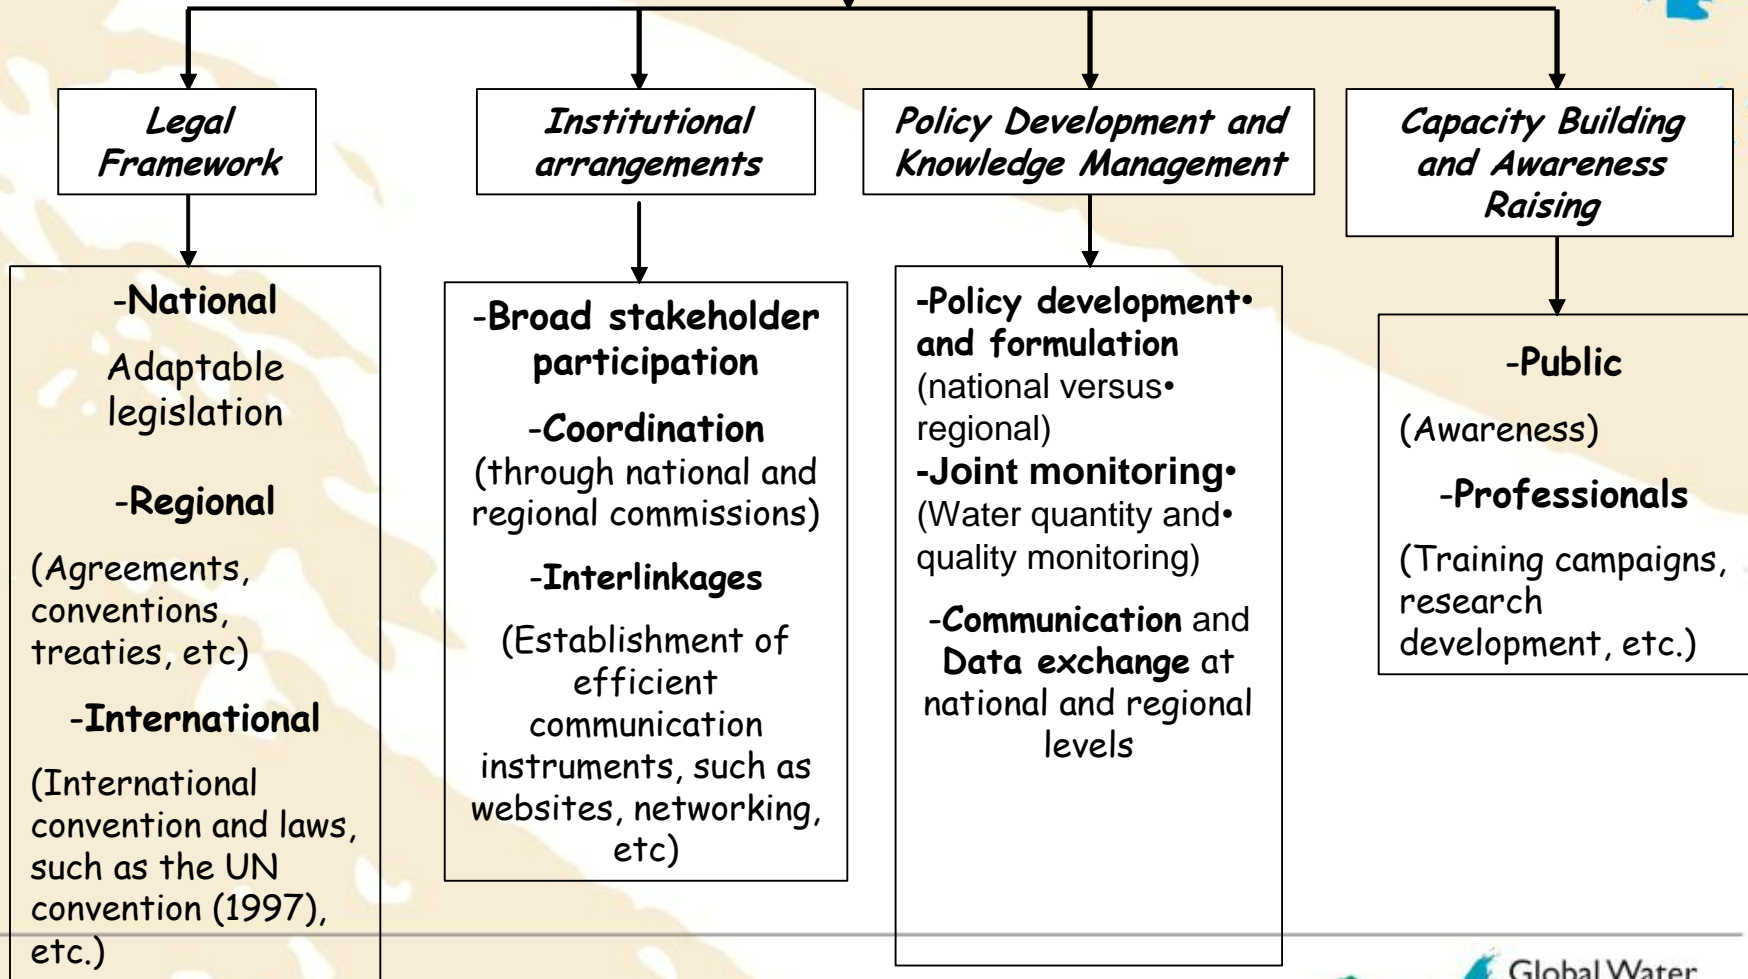 Legal
Framework
Institutional
arrangements
Policy Development and
Knowledge Management
Capacity Building
and Awareness
Raising
-National
Adaptable
legislation
-Regional
(Agreements,
conventions,
treaties, etc)
-International
(International
convention and laws,
such as the UN
convention (1997),
etc.)
-Broad stakeholder
participation
-Coordination
(through national and
regional commissions)
-Interlinkages
(Establishment of
efficient
communication
instruments, such as
websites, networking,
etc)
-Policy development•
and formulation
(national versus•
regional)
-Joint monitoring•
(Water quantity and•
quality monitoring)
-Communication and
Data exchange at
national and regional
levels
-Public
(Awareness)
-Professionals
(Training campaigns,
research
development, etc.)
Global Water